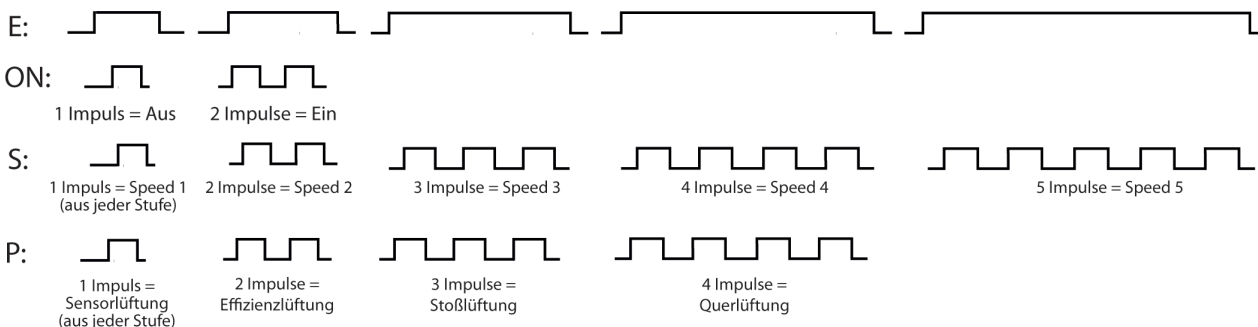 E:
ON:
1 Impuls = Aus
2 Impulse = Ein
S:
1 Impuls = Speed 1
(aus jeder Stufe)
2 Impulse = Speed 2
3 Impulse = Speed 3
4 Impulse = Speed 4
5 Impulse = Speed 5
P:
1 Impuls =
Sensorlüftung
(aus jeder Stufe)
2 Impulse =
Effizienzlüftung
3 Impulse =
Stoßlüftung
4 Impulse =
Querlüftung